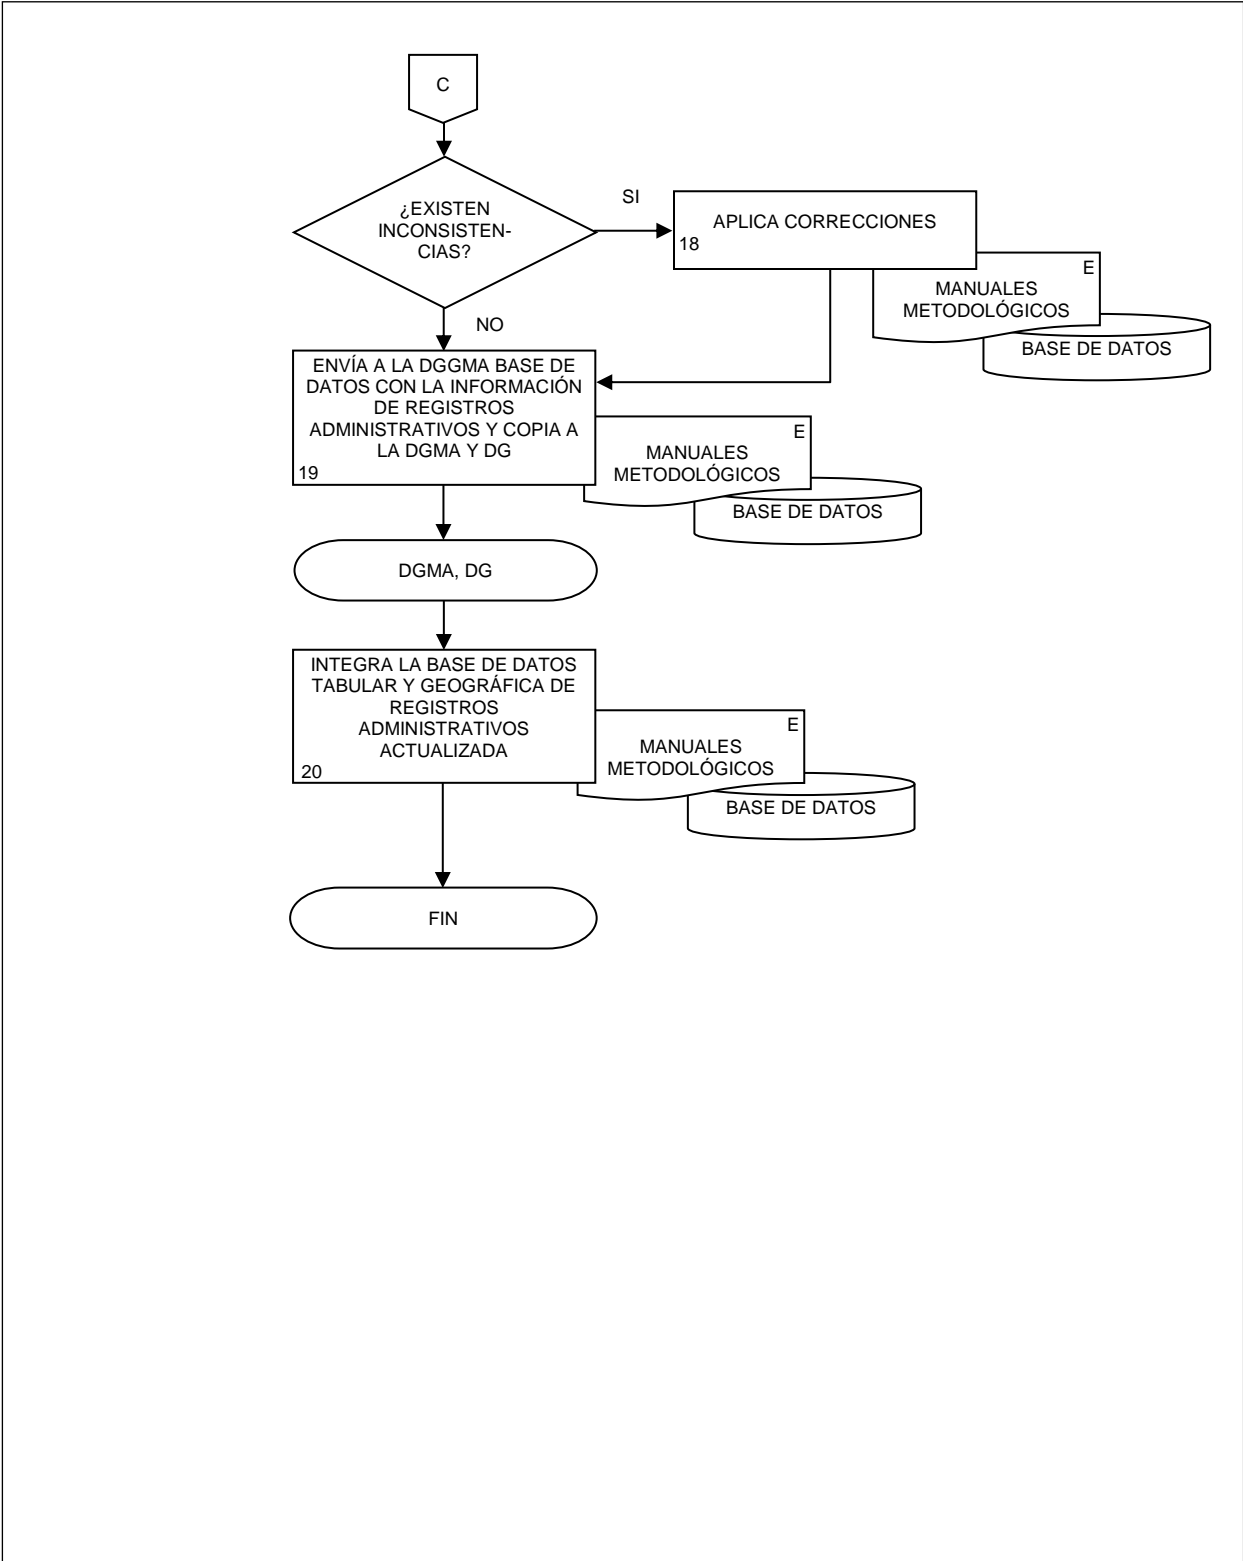 C
¿EXISTEN
INCONSISTEN-
CIAS?
SI
APLICA CORRECCIONES
18
E
MANUALES
METODOLÓGICOS
BASE DE DATOS
NO
ENVÍA A LA DGGMA BASE DE
DATOS CON LA INFORMACIÓN
DE REGISTROS
ADMINISTRATIVOS Y COPIA A
LA DGMA Y DG
19
E
MANUALES
METODOLÓGICOS
BASE DE DATOS
DGMA, DG
INTEGRA LA BASE DE DATOS
TABULAR Y GEOGRÁFICA DE
REGISTROS
ADMINISTRATIVOS
ACTUALIZADA
20
E
MANUALES
METODOLÓGICOS
BASE DE DATOS
FIN